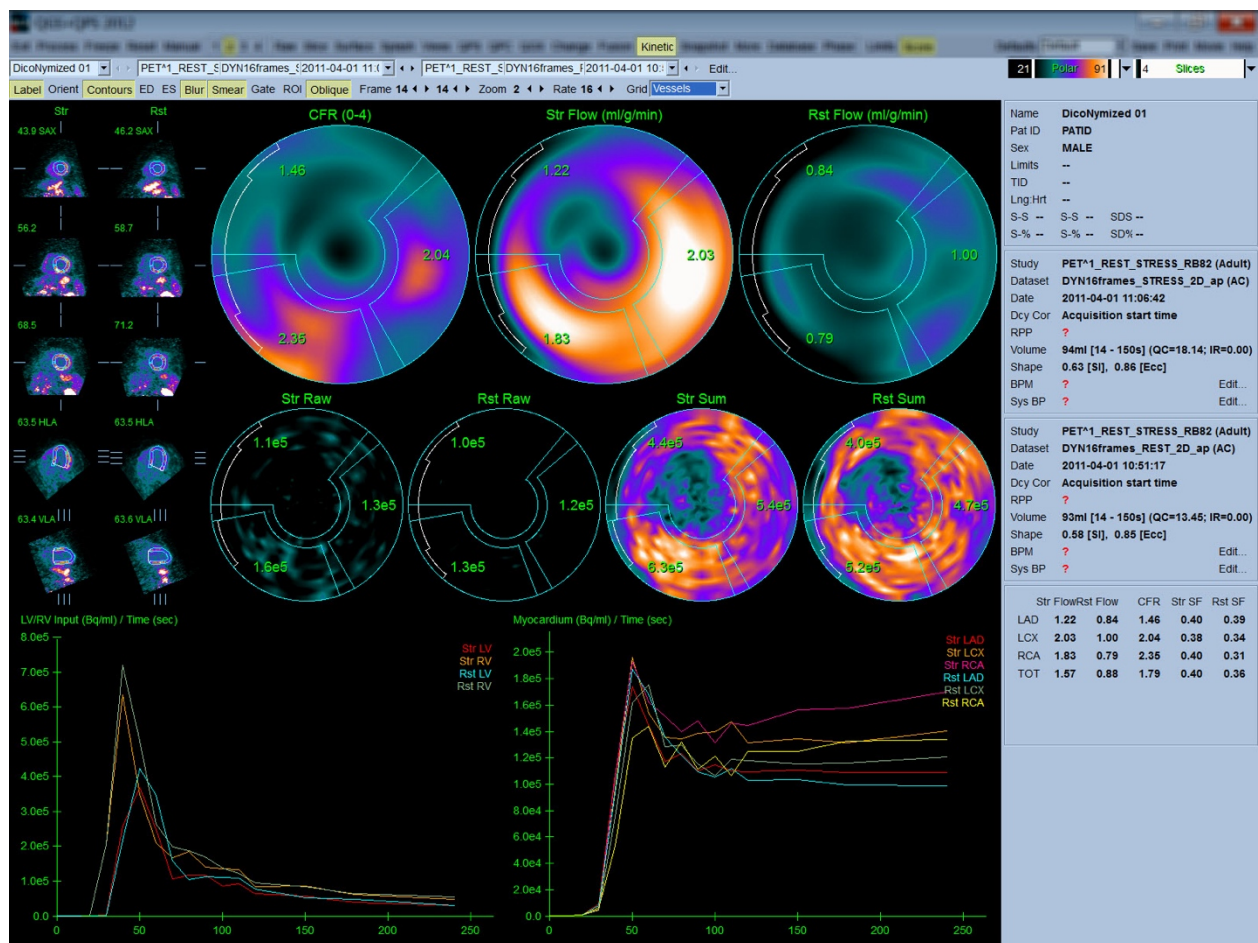 QGS+QPS 2012
Kinetic
DicoNymized 01 PET^1_REST_S DYN16frames_S 2011-04-01 11:( PET^1_REST_S DYN16frames_F 2011-04-01 10: Edit...
21 Polar 91 4 Slices
Label Orient Contours ED ES Blur Smear Gate ROI Oblique Frame 14 14 Zoom 2 Rate 16 Grid Vessels
Str Rst
43.9 SAX 46.2 SAX
56.2 58.7
68.5 71.2
63.5 HLA 63.5 HLA
63.4 VLA 63.6 VLA
CFR (0-4)
1.46
2.04
2.35
Str Flow (ml/g/min)
1.22
2.03
1.83
Rst Flow (ml/g/min)
0.84
1.00
0.79
Str Raw
1.1e5
1.3e5
1.6e5
Rst Raw
1.0e5
1.2e5
1.3e5
Str Sum
4.4e5
5.4e5
6.3e5
Rst Sum
4.0e5
4.7e5
5.2e5
LV/RV Input (Bq/ml) / Time (sec)
8.0e5
7.0e5
6.0e5
5.0e5
4.0e5
3.0e5
2.0e5
1.0e5
0.0
0 50 100 150 200 250
Str LV
Str RV
Rst LV
Rst RV
Myocardium (Bq/ml) / Time (sec)
2.0e5
1.8e5
1.6e5
1.4e5
1.2e5
1.0e5
8.0e4
6.0e4
4.0e4
2.0e4
0.0
0 50 100 150 200 250
Str LAD
Str LCX
Str RCA
Rst LAD
Rst LCX
Rst RCA
Name DicoNymized 01
Pat ID PATID
Sex MALE
Limits --
TID --
Lng:Hrt --
S-S -- S-S -- SDS --
S-% -- S-% -- SD% --
Study PET^1_REST_STRESS_RB82 (Adult)
Dataset DYN16frames_STRESS_2D_ap (AC)
Date 2011-04-01 11:06:42
Dcy Cor Acquisition start time
RPP ?
Volume 94ml [14 - 150s] (QC=18.14; IR=0.00)
Shape 0.63 [SI], 0.86 [Ecc]
BPM ? Edit...
Sys BP ? Edit...
Study PET^1_REST_STRESS_RB82 (Adult)
Dataset DYN16frames_REST_2D_ap (AC)
Date 2011-04-01 10:51:17
Dcy Cor Acquisition start time
RPP ?
Volume 93ml [14 - 150s] (QC=13.45; IR=0.00)
Shape 0.58 [SI], 0.85 [Ecc]
BPM ? Edit...
Sys BP ? Edit...
Str Flow Rst Flow CFR Str SF Rst SF
LAD 1.22 0.84 1.46 0.40 0.39
LCX 2.03 1.00 2.04 0.38 0.34
RCA 1.83 0.79 2.35 0.40 0.31
TOT 1.57 0.88 1.79 0.40 0.36